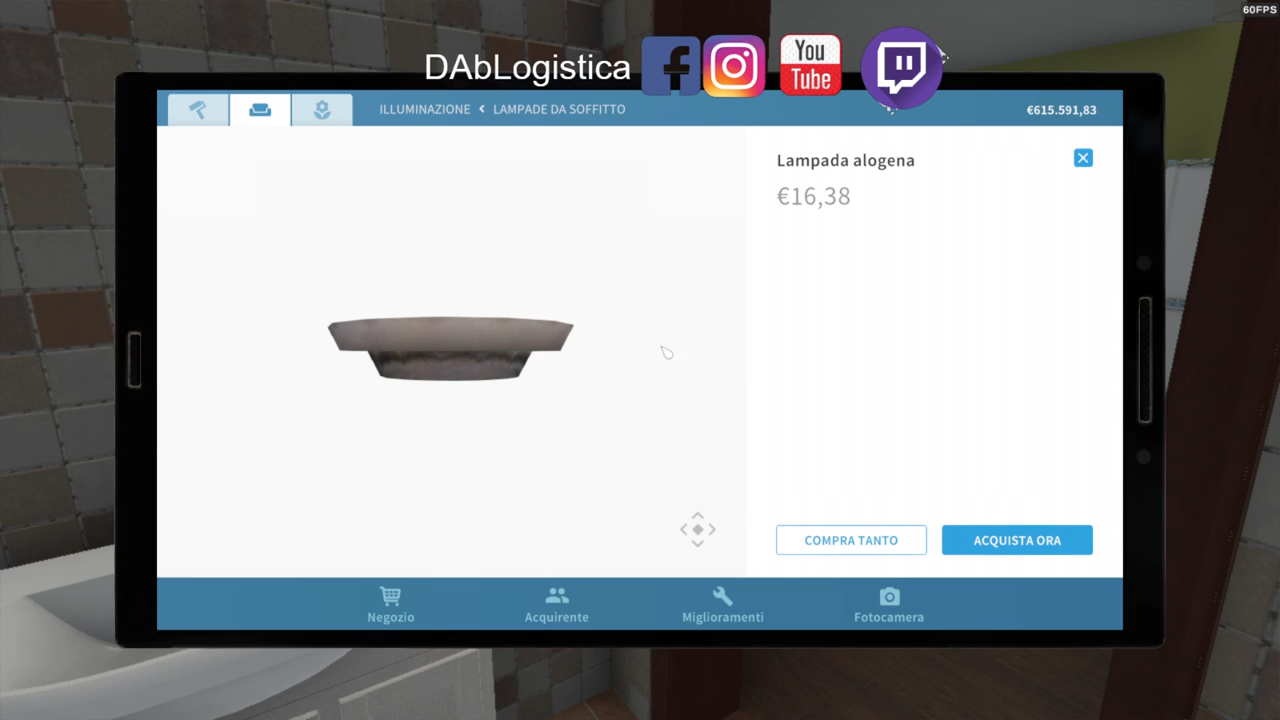 60FPS
DAbLogistica
You
Tube
ILLUMINAZIONE < LAMPADE DA SOFFITTO
€615.591,83
Lampada alogena
€16,38
COMPRA TANTO
ACQUISTA ORA
Negozio
Acquirente
Miglioramenti
Fotocamera